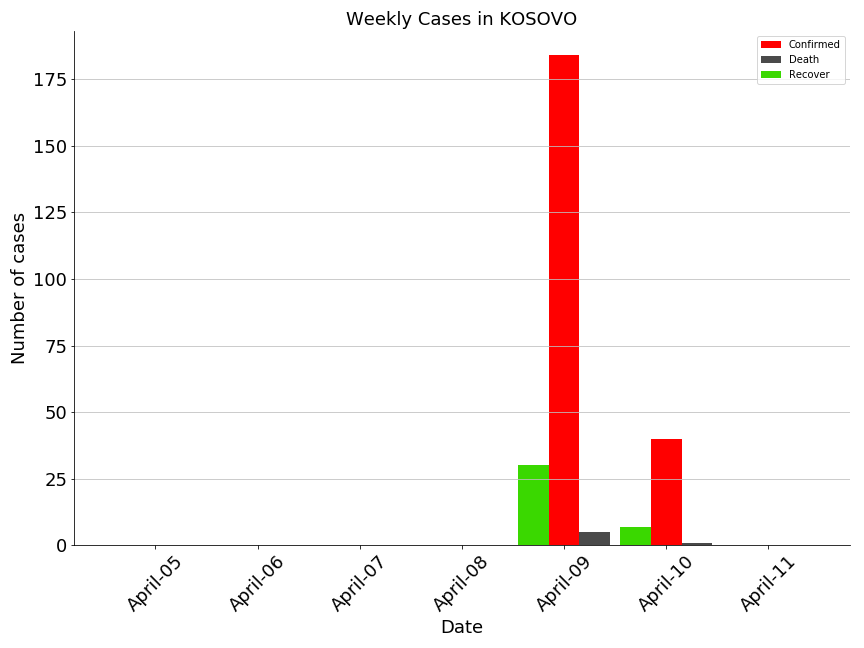 Weekly Cases in KOSOVO
Confirmed
Death
Recover
Number of cases
175
150
125
100
75
50
25
0
April-05
April-06
April-07
April-08
April-09
April-10
April-11
Date